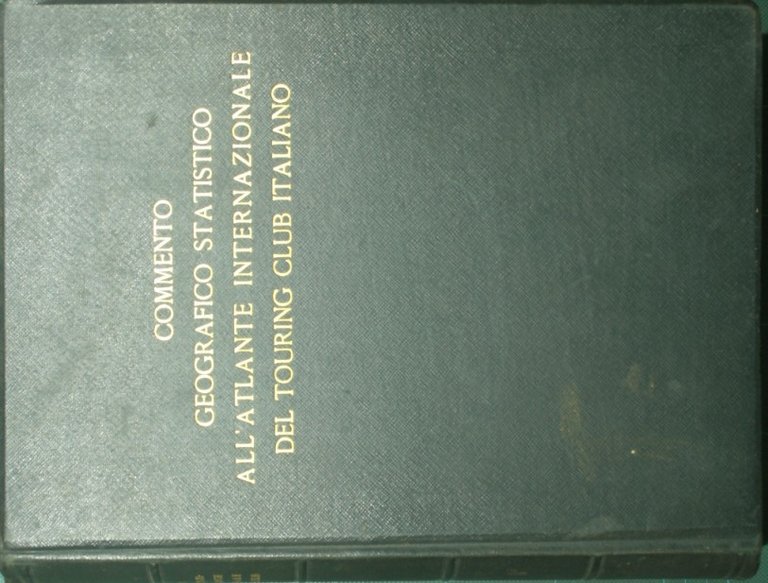 COMMENTO
GEOGRAFICO STATISTICO
ALL'ATLANTE INTERNAZIONALE
DEL TOURING CLUB ITALIANO